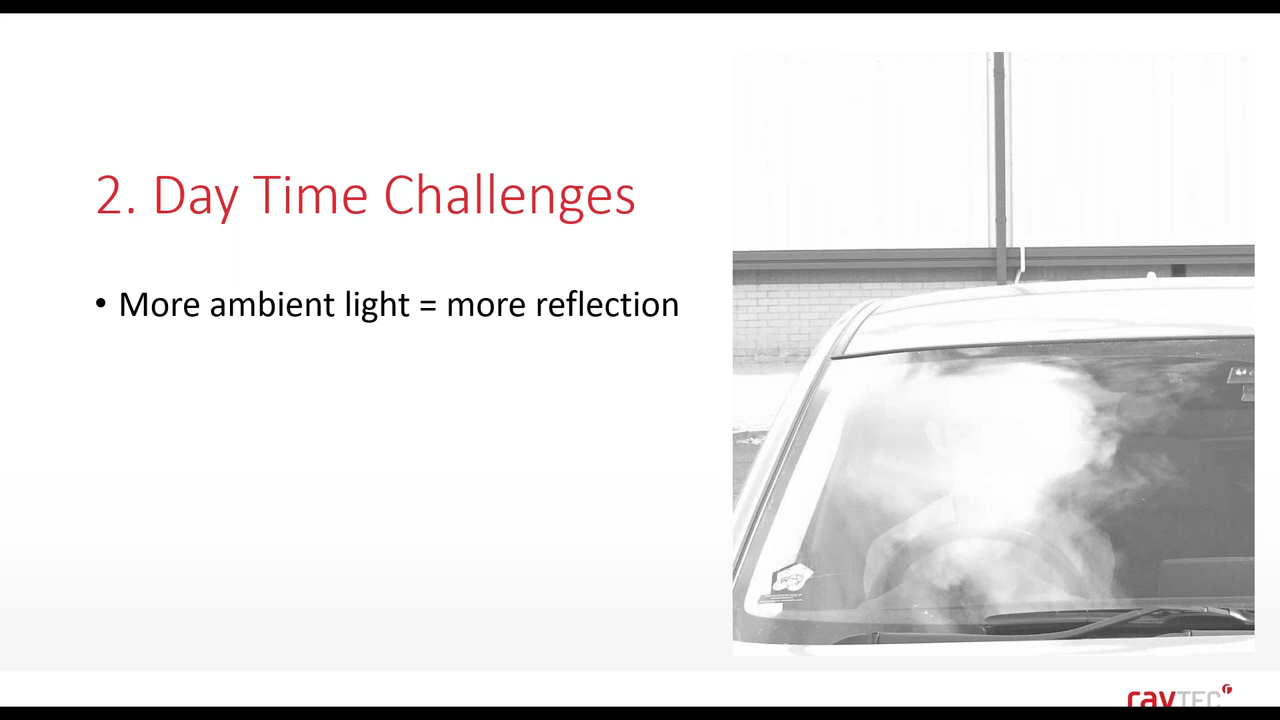 2. Day Time Challenges
• More ambient light = more reflection
rayTEC